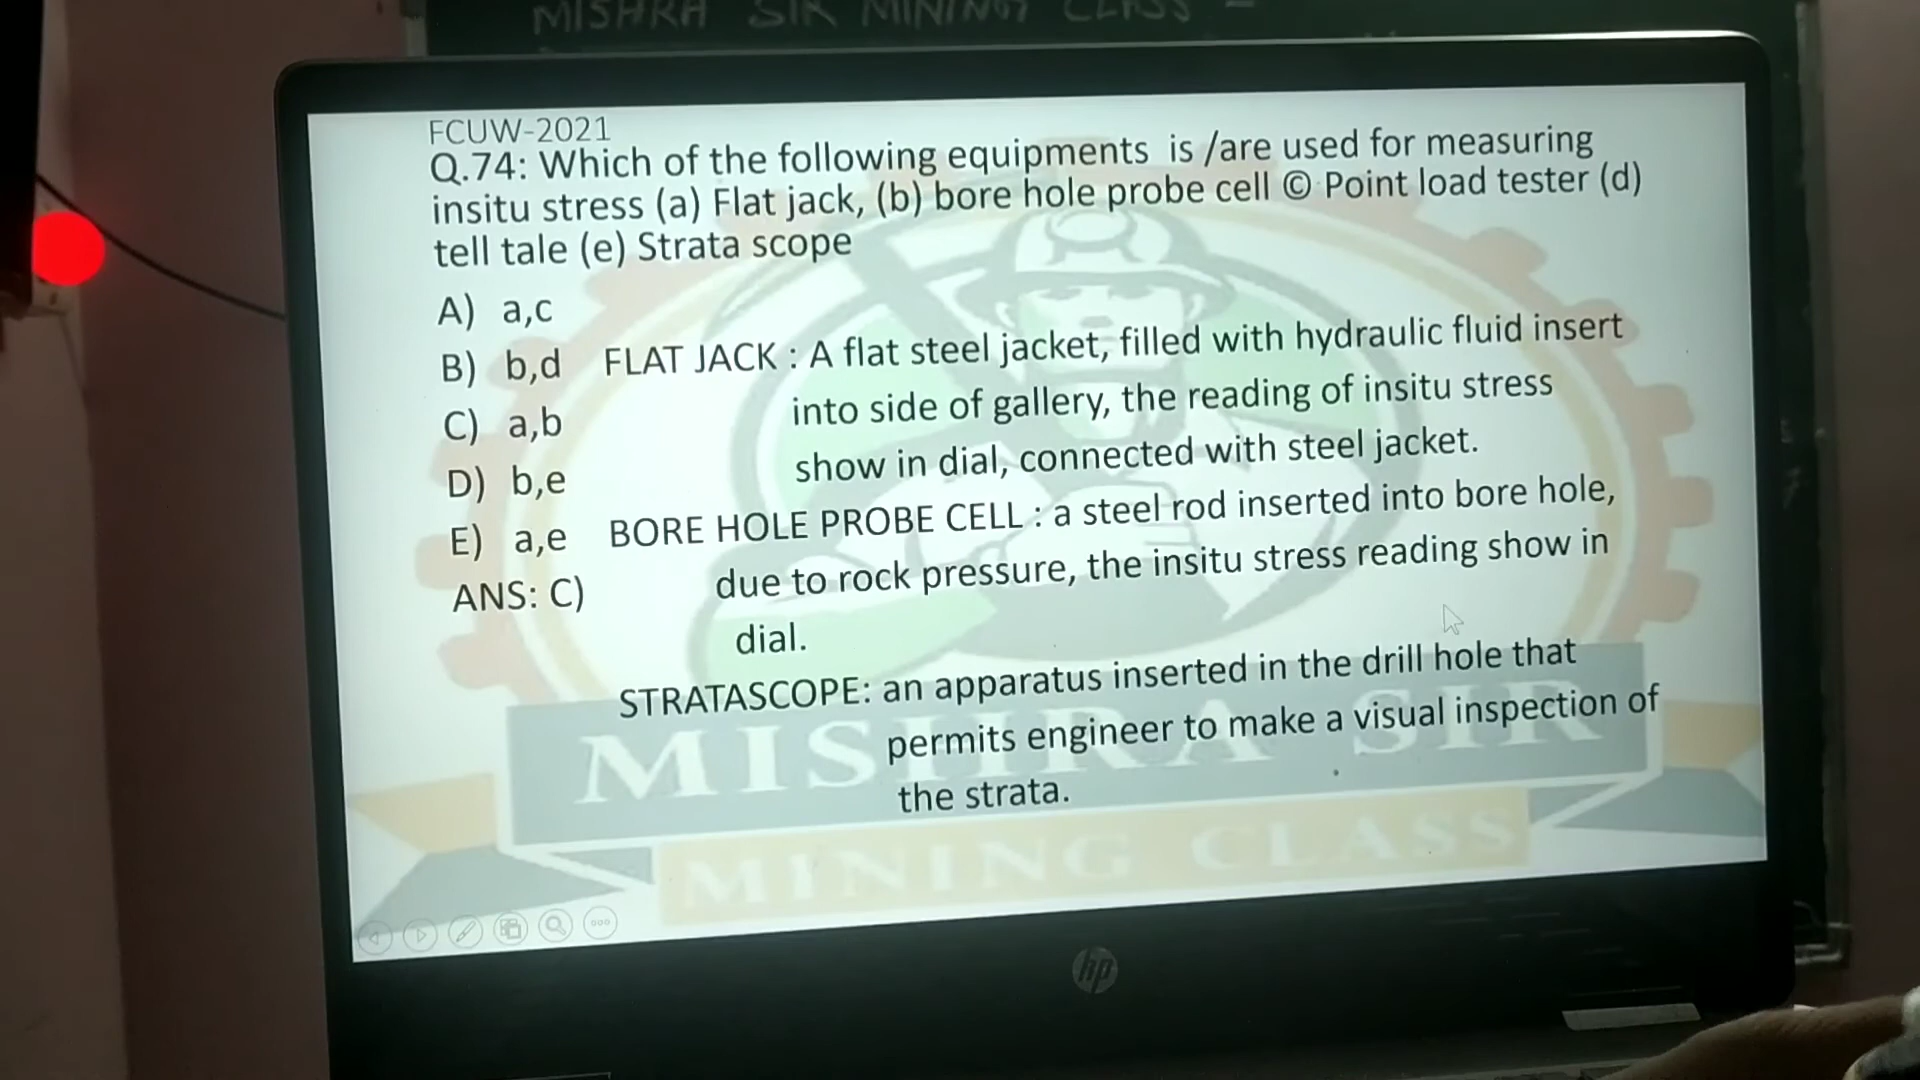 MISHRA SIR MINING CLASS -
FCUW-2021
Q.74: Which of the following equipments is /are used for measuring
insitu stress (a) Flat jack, (b) bore hole probe cell © Point load tester (d)
tell tale (e) Strata scope
A) a,c
B) b,d FLAT JACK : A flat steel jacket, filled with hydraulic fluid insert
into side of gallery, the reading of insitu stress
C) a,b
show in dial, connected with steel jacket.
D) b,e
E) a,e BORE HOLE PROBE CELL : a steel rod inserted into bore hole,
ANS: C) due to rock pressure, the insitu stress reading show in
dial.
STRATASCOPE: an apparatus inserted in the drill hole that
permits engineer to make a visual inspection of
the strata.
MISHRA SIR
MINING CLASS
hp